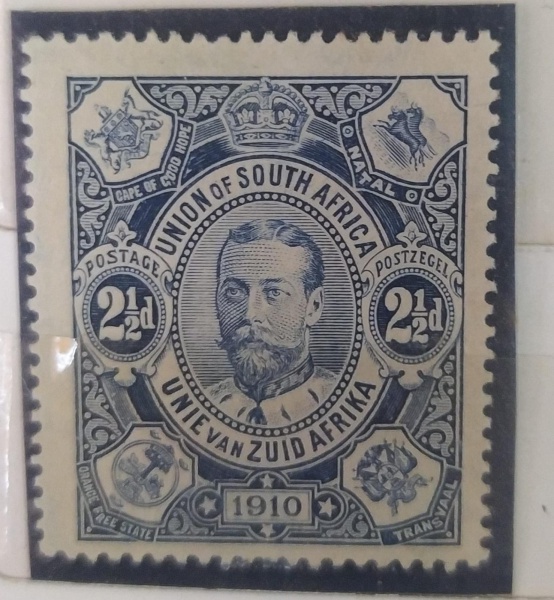 CAPE OF GOOD HOPE
NATAL
UNION OF SOUTH AFRICA
POSTAGE
POSTZEGEL
2½d
2½d
UNIE VAN ZUID AFRIKA
ORANGE FREE STATE
1910
TRANSVAAL